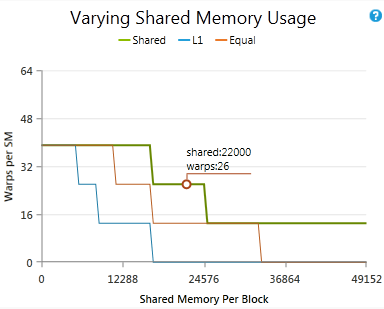 Varying Shared Memory Usage
?
Shared L1 Equal
64
48
32
16
0
Warps per SM
shared:22000
warps:26
0 12288 24576 36864 49152
Shared Memory Per Block